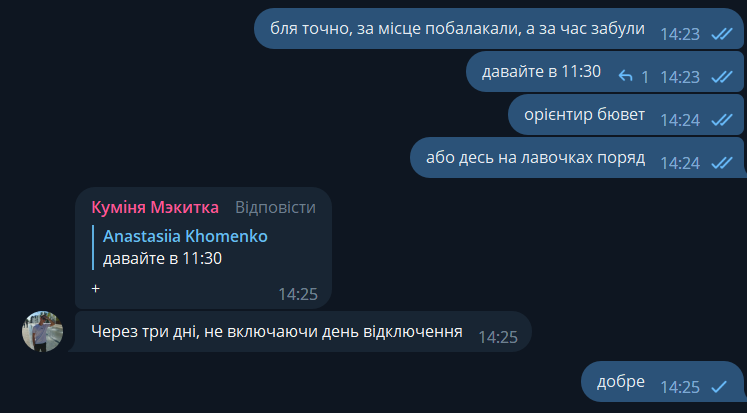 бля точно, за місце побалакали, а за час забули 14:23
давайте в 11:30 1 14:23
орієнтир бювет 14:24
або десь на лавочках поряд 14:24
Куміня Мэкитка Відповісти
Anastasiia Khomenko
давайте в 11:30
+ 14:25
Через три дні, не включаючи день відключення 14:25
добре 14:25